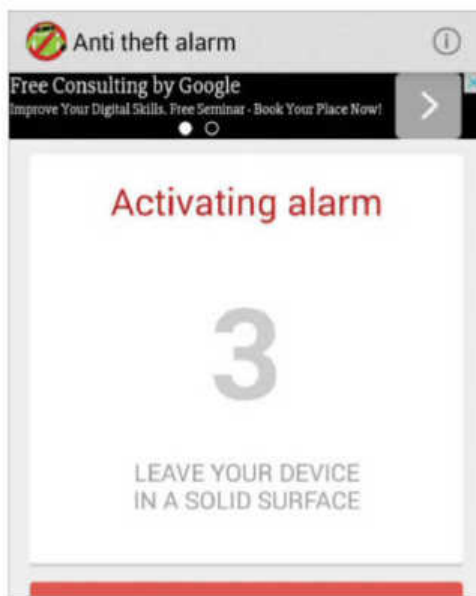 Anti theft alarm
Free Consulting by Google
Improve Your Digital Skills. Free Seminar - Book Your Place Now!
Activating alarm
3
LEAVE YOUR DEVICE
IN A SOLID SURFACE